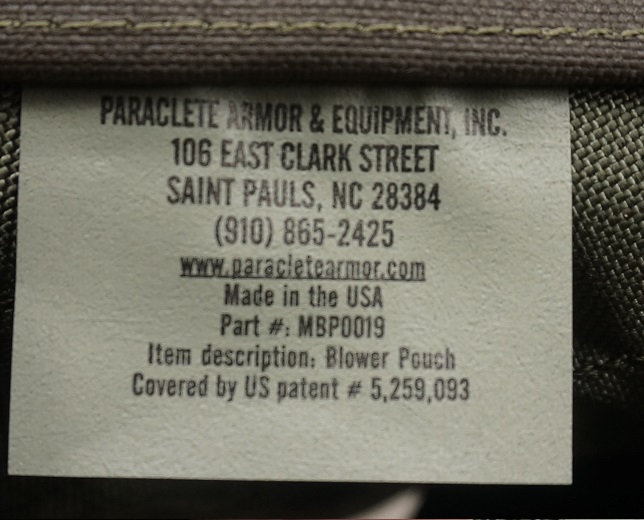 PARACLETE ARMOR & EQUIPMENT, INC.
106 EAST CLARK STREET
SAINT PAULS, NC 28384
(910) 865-2425
www.paracletearmor.com
Made in the USA
Part #: MBP0019
Item description: Blower Pouch
Covered by US patent # 5,259,093